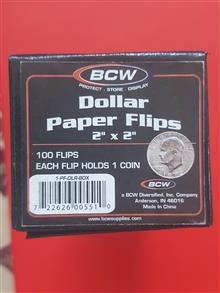 BCW
PROTECT · STORE · DISPLAY
Dollar
Paper Flips
2" x 2"
100 FLIPS
EACH FLIP HOLDS 1 COIN
1-PF-DLR-BOX
7 22626 00551 0
BCW
© BCW Diversified, Inc. Company
Anderson, IN 46016
Made In China
www.bcwsupplies.com